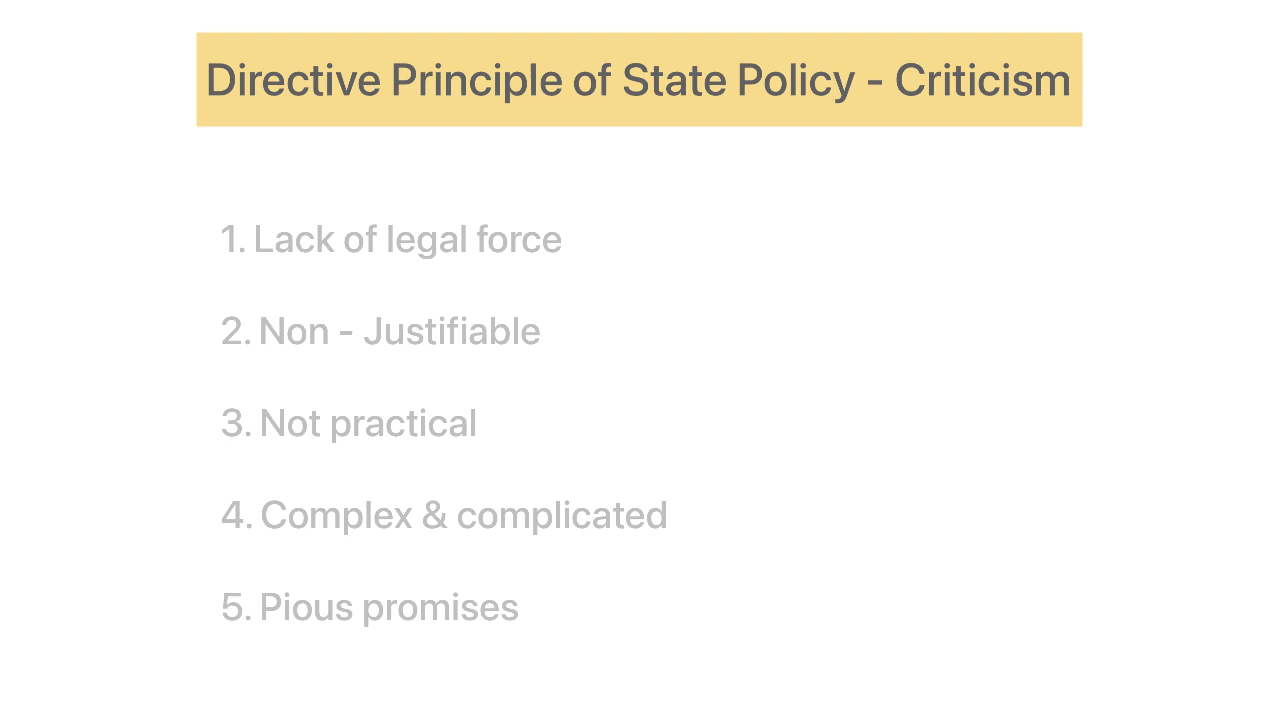 Directive Principle of State Policy - Criticism
1. Lack of legal force
2. Non - Justifiable
3. Not practical
4. Complex & complicated
5. Pious promises